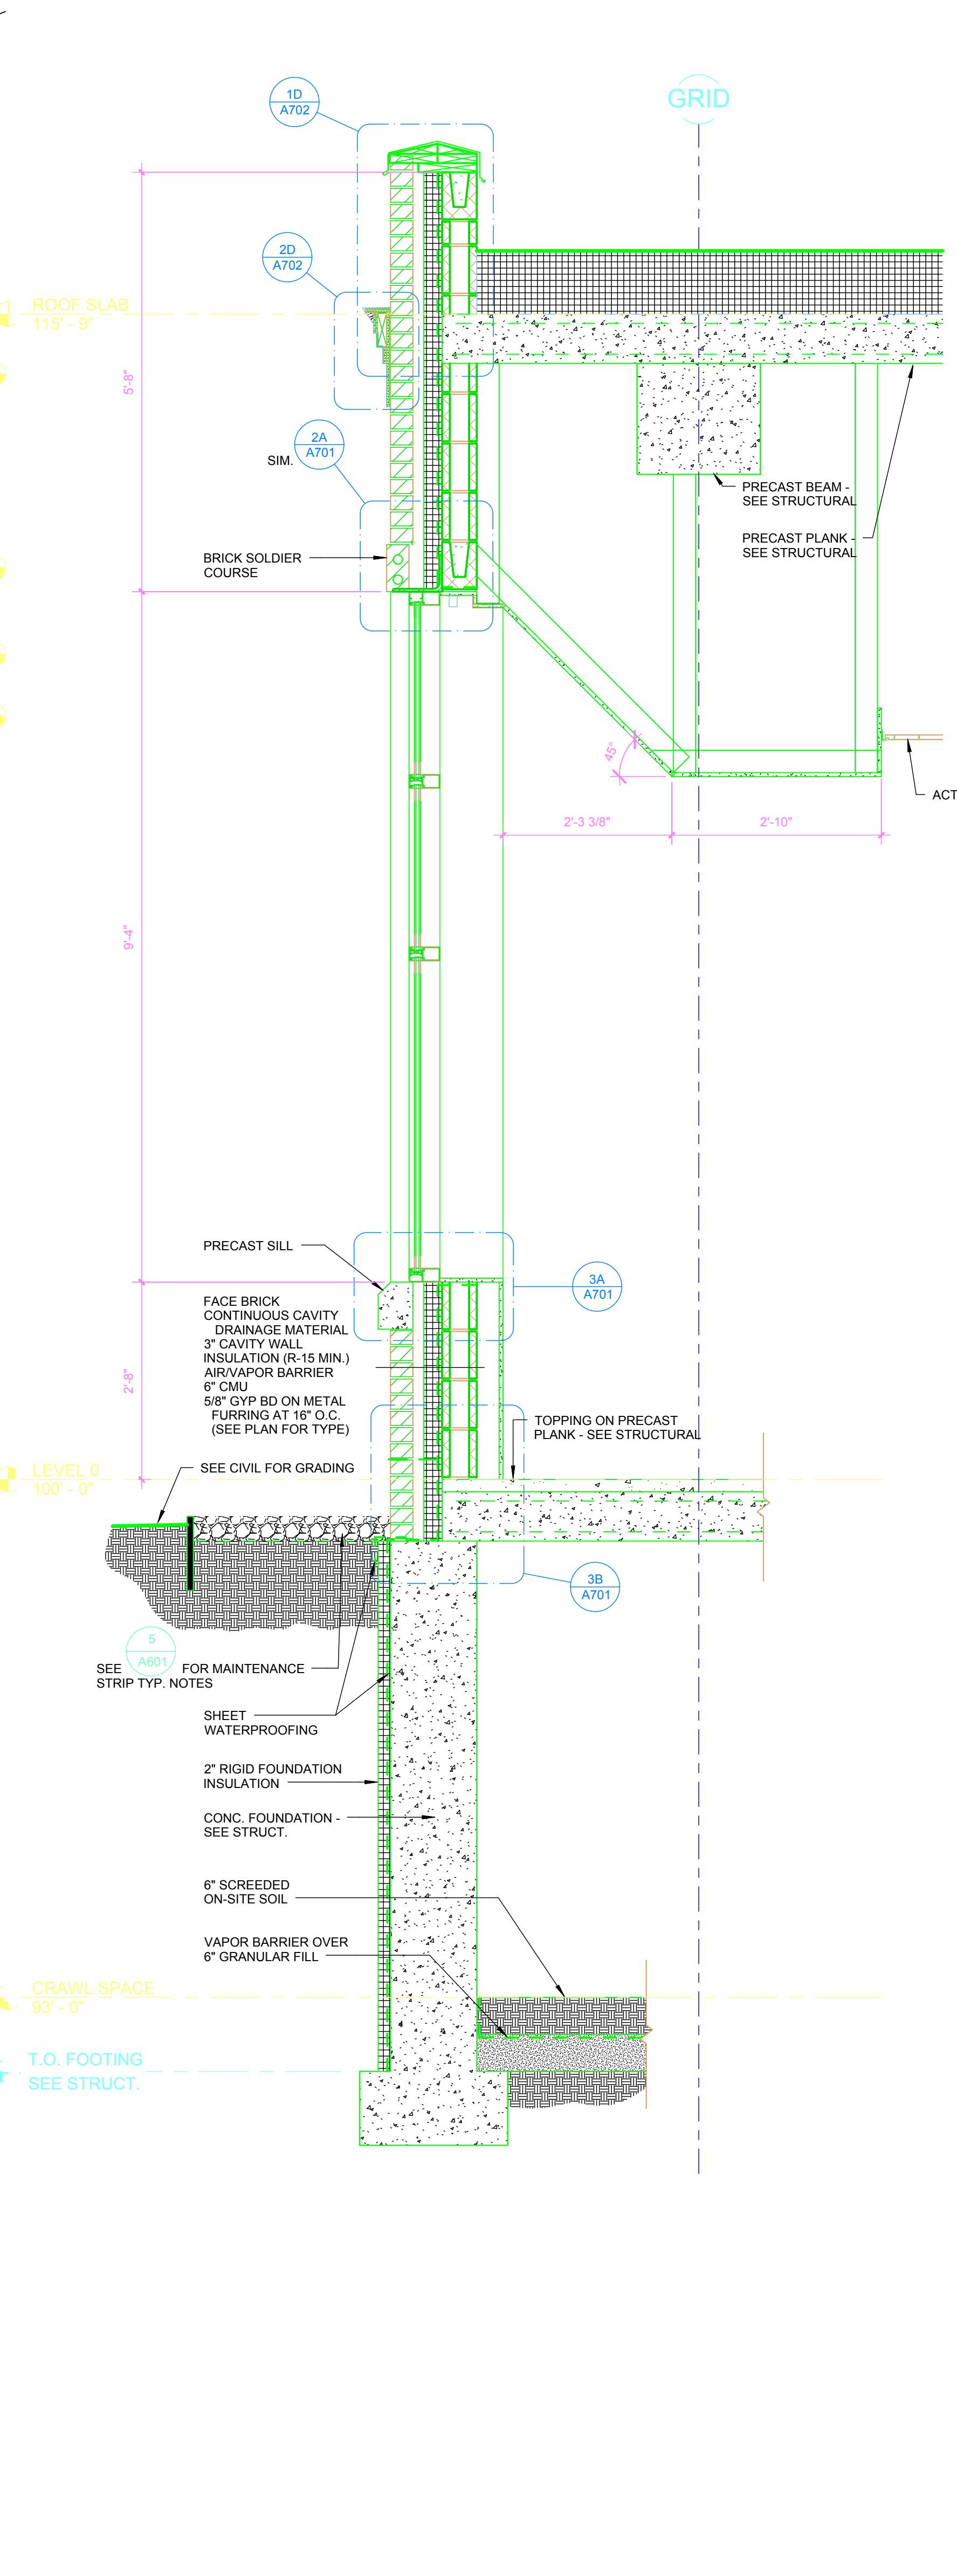 1D
A702
GRID
2D
A702
ROOF SLAB
115' - 9"
5'-8"
2A
A701
SIM.
PRECAST BEAM -
SEE STRUCTURAL
PRECAST PLANK -
SEE STRUCTURAL
BRICK SOLDIER
COURSE
45°
ACT
2'-3 3/8"
2'-10"
9'-4"
PRECAST SILL
3A
A701
FACE BRICK
CONTINUOUS CAVITY
DRAINAGE MATERIAL
3" CAVITY WALL
INSULATION (R-15 MIN.)
AIR/VAPOR BARRIER
6" CMU
5/8" GYP BD ON METAL
FURRING AT 16" O.C.
(SEE PLAN FOR TYPE)
2'-8"
TOPPING ON PRECAST
PLANK - SEE STRUCTURAL
LEVEL 0
100' - 0"
SEE CIVIL FOR GRADING
3B
A701
5
A601
SEE FOR MAINTENANCE
STRIP TYP. NOTES
SHEET
WATERPROOFING
2" RIGID FOUNDATION
INSULATION
CONC. FOUNDATION -
SEE STRUCT.
6" SCREEDED
ON-SITE SOIL
VAPOR BARRIER OVER
6" GRANULAR FILL
CRAWL SPACE
93' - 0"
T.O. FOOTING
SEE STRUCT.